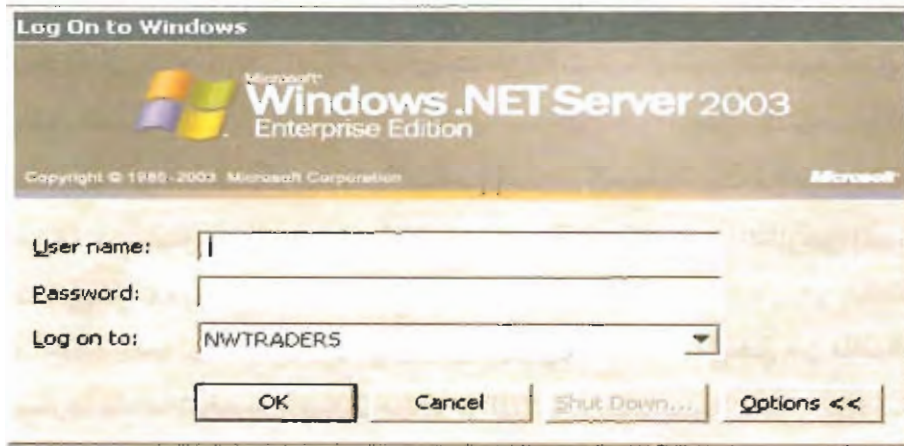 Log On to Windows
Microsoft
Windows .NET Server 2003
Enterprise Edition
Copyright © 1985-2003 Microsoft Corporation Microsoft
User name:
Password:
Log on to: NWTRADERS
OK Cancel Shut Down... Options <<